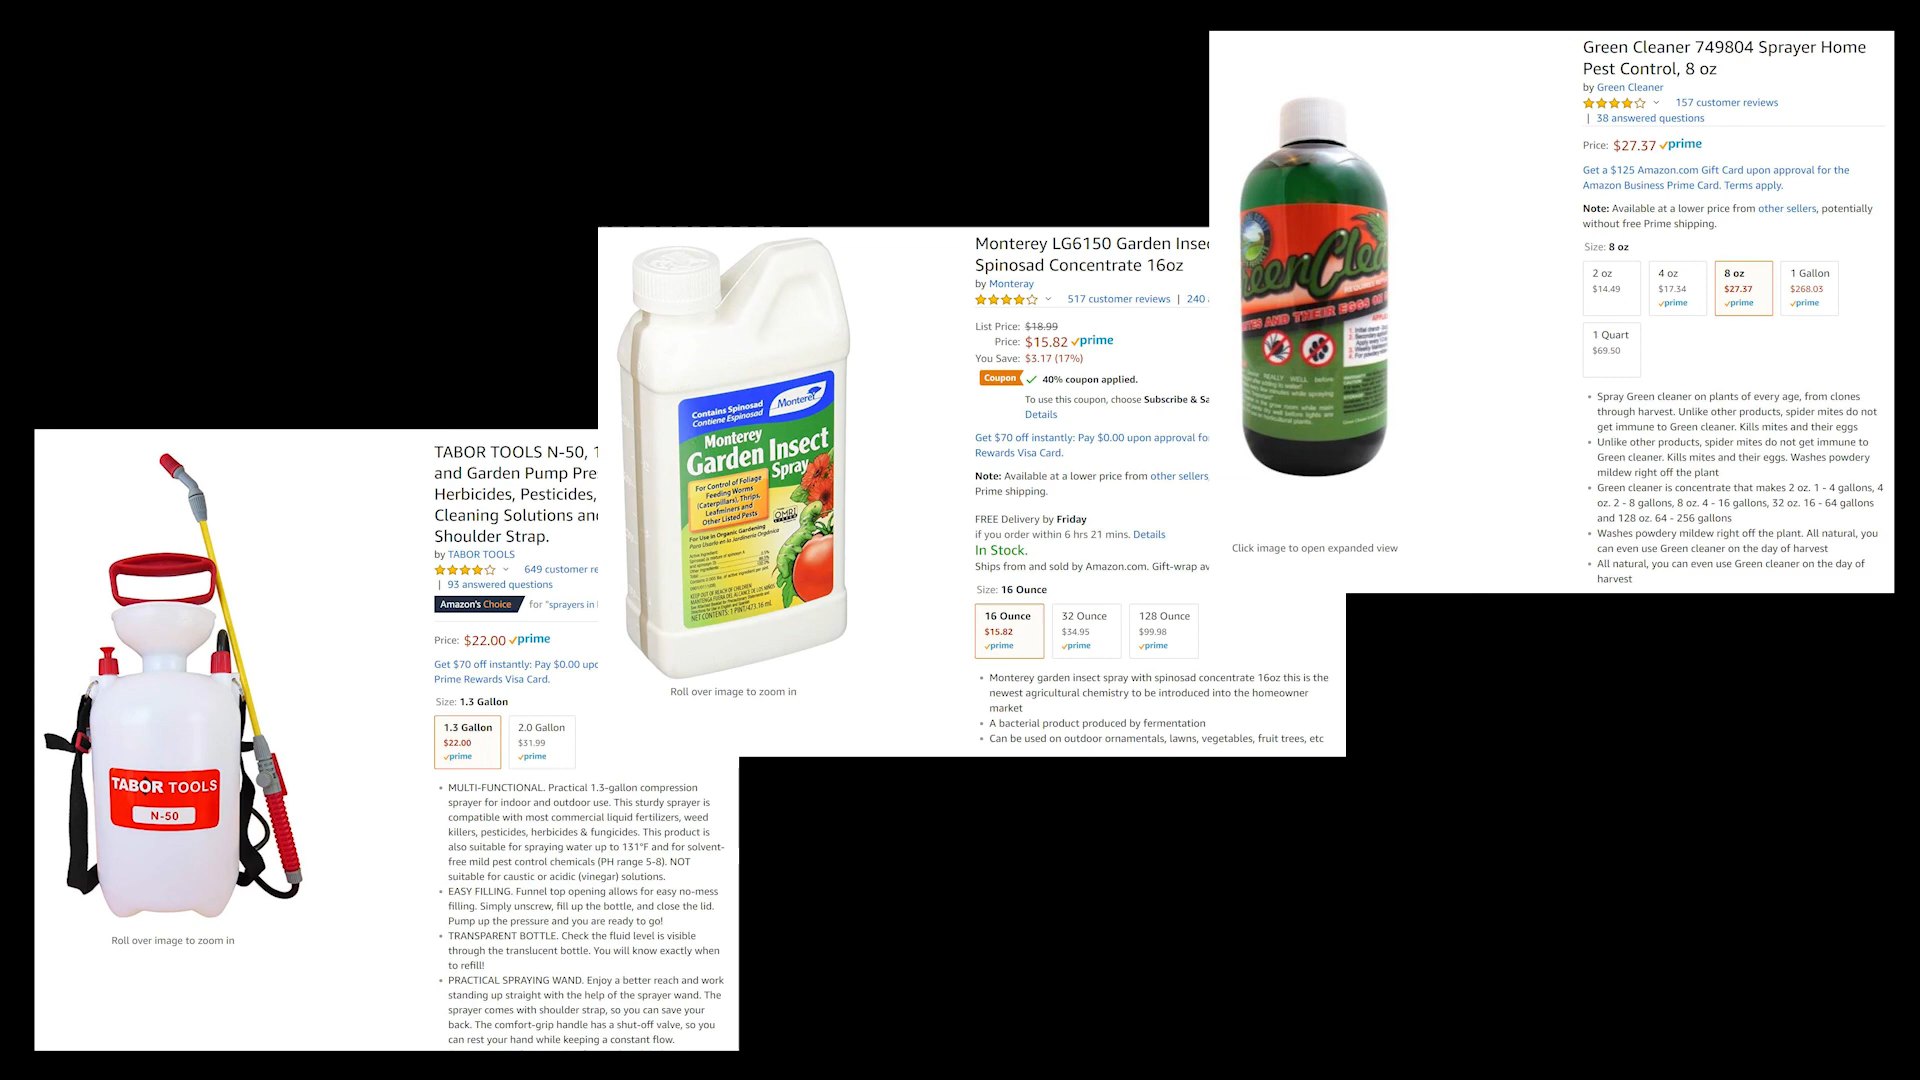 Green Cleaner 749804 Sprayer Home
Pest Control, 8 oz
by Green Cleaner
157 customer reviews
| 38 answered questions
Price: $27.37 prime
Get a $125 Amazon.com Gift Card upon approval for the
Amazon Business Prime Card. Terms apply.
Note: Available at a lower price from other sellers, potentially
without free Prime shipping.
Size: 8 oz
2 oz
$14.49
4 oz
$17.34
prime
8 oz
$27.37
prime
1 Gallon
$268.03
prime
1 Quart
$69.50
• Spray Green cleaner on plants of every age, from clones
through harvest. Unlike other products, spider mites do not
get immune to Green cleaner. Kills mites and their eggs
• Unlike other products, spider mites do not get immune to
Green cleaner. Kills mites and their eggs. Washes powdery
mildew right off the plant
• Green cleaner is concentrate that makes 2 oz. 1 - 4 gallons, 4
oz. 2 - 8 gallons, 8 oz. 4 - 16 gallons, 32 oz. 16 - 64 gallons
and 128 oz. 64 - 256 gallons
• Washes powdery mildew right off the plant. All natural, you
can even use Green cleaner on the day of harvest
• All natural, you can even use Green cleaner on the day of
harvest
eenClea
TES AND THEIR EGGS ON
Click image to open expanded view
Monterey LG6150 Garden Insec
Spinosad Concentrate 16oz
by Monteray
517 customer reviews | 240
List Price: $18.99
Price: $15.82 prime
You Save: $3.17 (17%)
Coupon 40% coupon applied.
To use this coupon, choose Subscribe & Sa
Details
Get $70 off instantly: Pay $0.00 upon approval fo
Rewards Visa Card.
Note: Available at a lower price from other sellers,
Prime shipping.
FREE Delivery by Friday
if you order within 6 hrs 21 mins. Details
In Stock.
Ships from and sold by Amazon.com. Gift-wrap av
Size: 16 Ounce
16 Ounce
$15.82
prime
32 Ounce
$34.95
prime
128 Ounce
$99.98
prime
• Monterey garden insect spray with spinosad concentrate 16oz this is the
newest agricultural chemistry to be introduced into the homeowner
market
• A bacterial product produced by fermentation
• Can be used on outdoor ornamentals, lawns, vegetables, fruit trees, etc
Contains Spinosad
Contiene Espinosad
Monterey
Monterey
Garden Insect
Spray
For Control of Foliage
Feeding Worms
(Caterpillars), Thrips,
Leafminers and
Other Listed Pests
OMRI
For Use in Organic Gardening
Para Usarlo en la Jardinería Orgánica
KEEP OUT OF REACH OF CHILDREN
NET CONTENTS: 1 PINT/473.16 mL
Roll over image to zoom in
TABOR TOOLS N-50, 1
and Garden Pump Pre
Herbicides, Pesticides,
Cleaning Solutions an
Shoulder Strap.
by TABOR TOOLS
649 customer re
| 93 answered questions
Amazon's Choice for "sprayers in
Price: $22.00 prime
Get $70 off instantly: Pay $0.00 upo
Prime Rewards Visa Card.
Size: 1.3 Gallon
1.3 Gallon
$22.00
prime
2.0 Gallon
$31.99
prime
• MULTI-FUNCTIONAL. Practical 1.3-gallon compression
sprayer for indoor and outdoor use. This sturdy sprayer is
compatible with most commercial liquid fertilizers, weed
killers, pesticides, herbicides & fungicides. This product is
also suitable for spraying water up to 131°F and for solvent-
free mild pest control chemicals (PH range 5-8). NOT
suitable for caustic or acidic (vinegar) solutions.
• EASY FILLING. Funnel top opening allows for easy no-mess
filling. Simply unscrew, fill up the bottle, and close the lid.
Pump up the pressure and you are ready to go!
• TRANSPARENT BOTTLE. Check the fluid level is visible
through the translucent bottle. You will know exactly when
to refill!
• PRACTICAL SPRAYING WAND. Enjoy a better reach and work
standing up straight with the help of the sprayer wand. The
sprayer comes with shoulder strap, so you can save your
back. The comfort-grip handle has a shut-off valve, so you
can rest your hand while keeping a constant flow.
TABOR TOOLS
N-50
Roll over image to zoom in